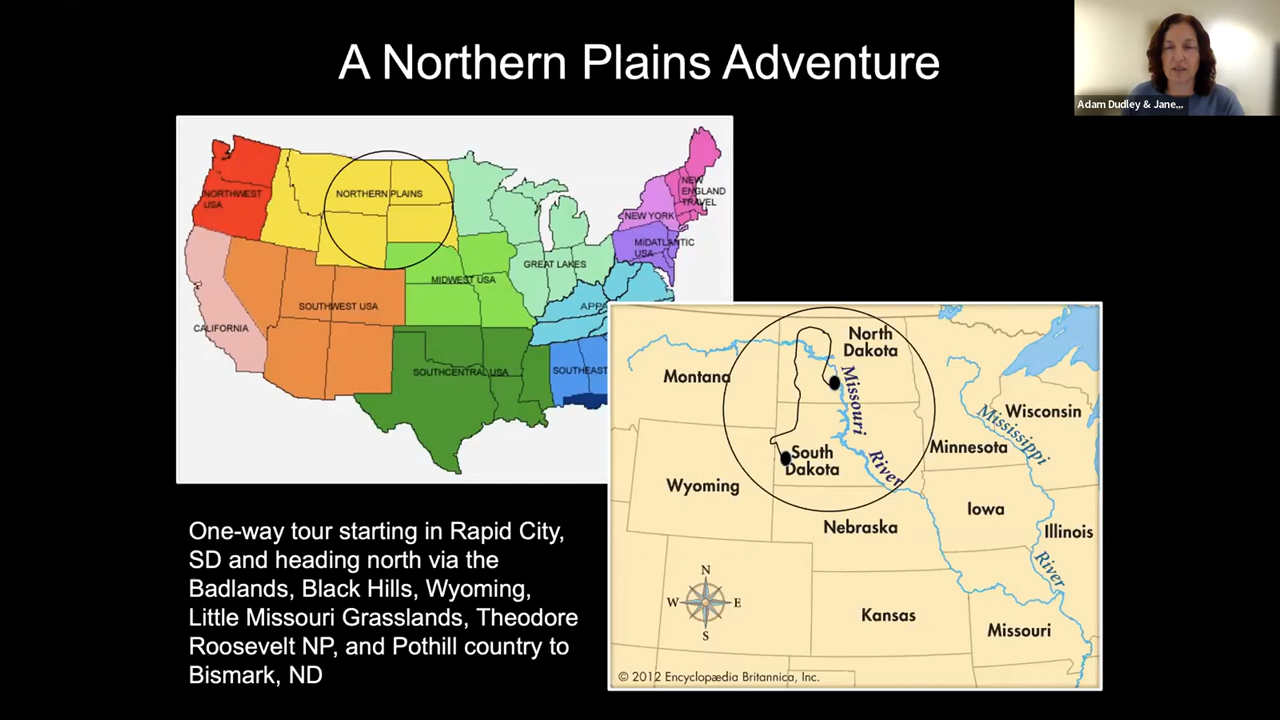 A Northern Plains Adventure
Adam Dudley & Jane...
NORTHWEST
USA
NORTHERN PLAINS
NEW
ENGLAND
TRAVEL
NEW YORK
MIDATLANTIC
USA
GREAT LAKES
MIDWEST USA
SOUTHWEST USA
APPA
CALIFORNIA
SOUTHCENTRAL USA
SOUTHEAST
North
Dakota
Montana
Missouri
River
Mississippi
River
Wisconsin
Minnesota
South
Dakota
Wyoming
Iowa
Nebraska
Illinois
N
W
E
S
Kansas
Missouri
© 2012 Encyclopædia Britannica, Inc.
One-way tour starting in Rapid City,
SD and heading north via the
Badlands, Black Hills, Wyoming,
Little Missouri Grasslands, Theodore
Roosevelt NP, and Pothill country to
Bismark, ND